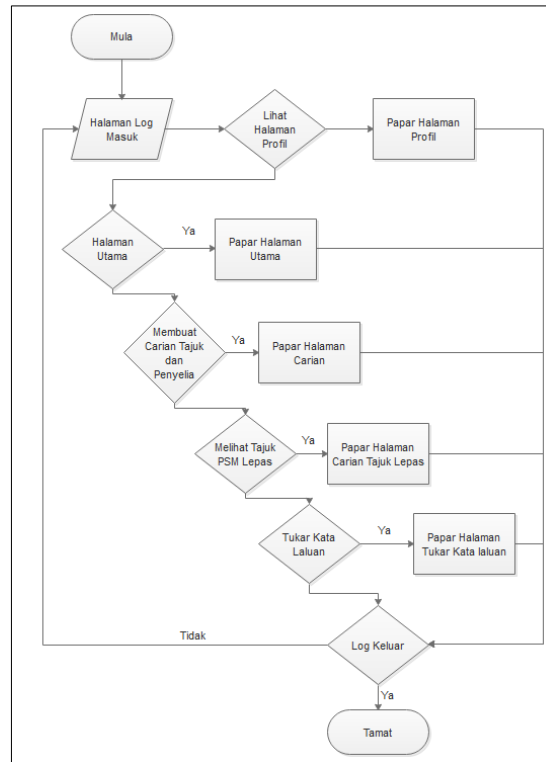 Mula
Halaman Log
Masuk
Lihat
Halaman
Profil
Papar Halaman
Profil
Halaman
Utama
Ya
Papar Halaman
Utama
Membuat
Carian Tajuk
dan
Penyelia
Ya
Papar Halaman
Carian
Melihat Tajuk
PSM Lepas
Ya
Papar Halaman
Carian Tajuk Lepas
Tukar Kata
Laluan
Ya
Papar Halaman
Tukar Kata laluan
Tidak
Log Keluar
Ya
Tamat